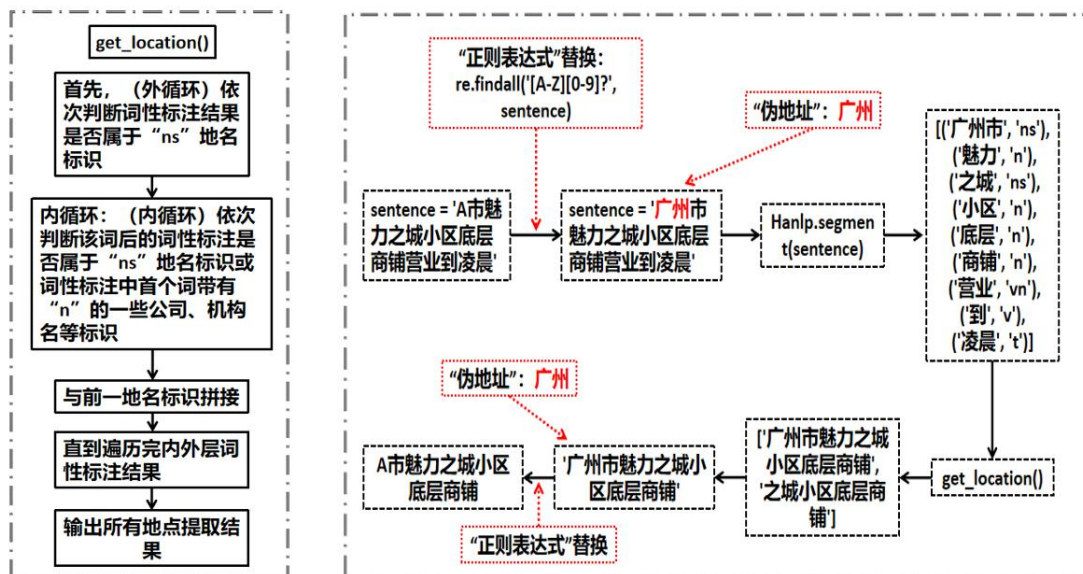 get_location()
首先，（外循环）依
次判断词性标注结果
是否属于“ns”地名
标识
内循环：（内循环）依次
判断该词后的词性标注是
否属于“ns”地名标识或
词性标注中首个词带有
“n”的一些公司、机构
名等标识
与前一地名标识拼接
直到遍历完内外层词
性标注结果
输出所有地点提取结
果
“正则表达式”替换：
re.findall('[A-Z][0-9]?',
sentence)
“伪地址”：广州
sentence = 'A市魅
力之城小区底层
商铺营业到凌晨'
sentence = '广州市
魅力之城小区底层
商铺营业到凌晨'
Hanlp.segmen
t(sentence)
[('广州市', 'ns'),
('魅力', 'n'),
('之城', 'ns'),
('小区', 'n'),
('底层', 'n'),
('商铺', 'n'),
('营业', 'vn'),
('到', 'v'),
('凌晨', 't')]
“伪地址”：广州
A市魅力之城小区
底层商铺
'广州市魅力之城小
区底层商铺'
['广州市魅力之城
小区底层商铺',
'之城小区底层商
铺']
get_location()
“正则表达式”替换